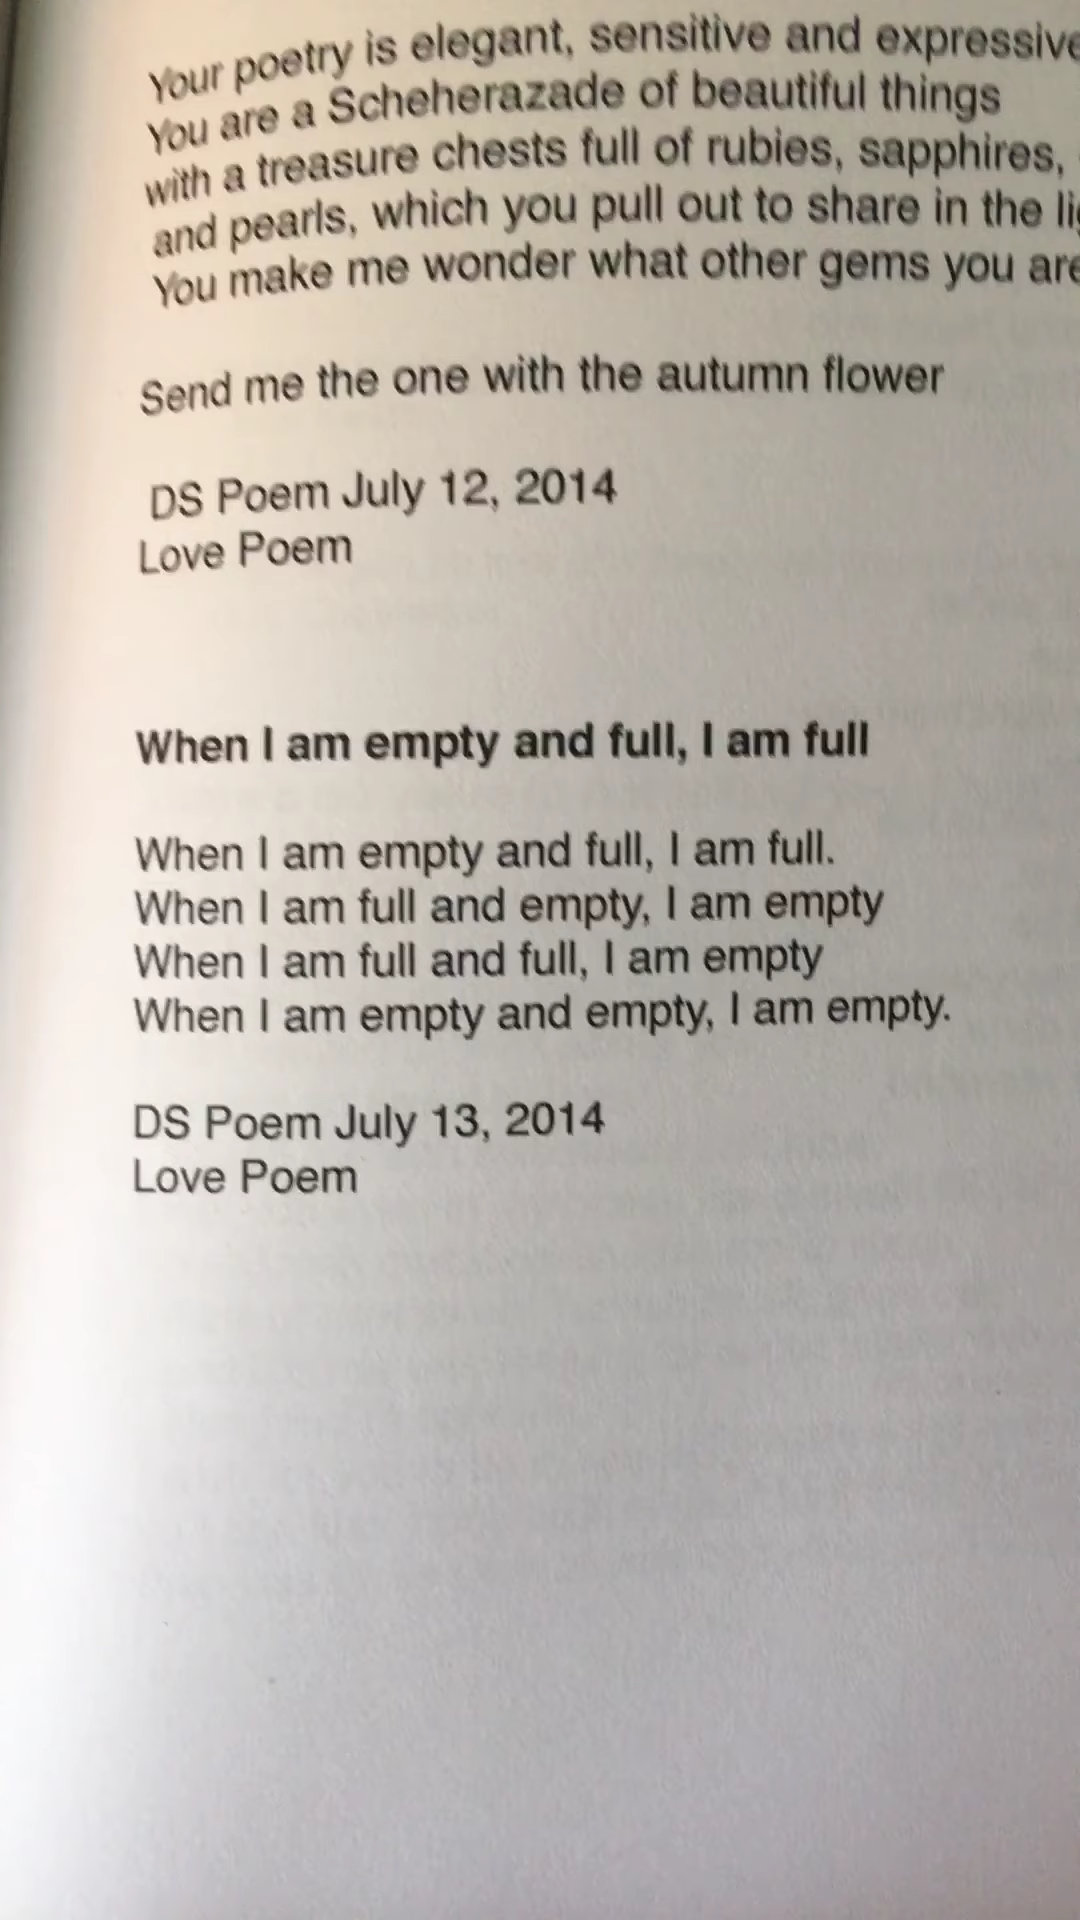 Your poetry is elegant, sensitive and expressive
You are a Scheherazade of beautiful things
with a treasure chests full of rubies, sapphires,
and pearls, which you pull out to share in the
You make me wonder what other gems you are
Send me the one with the autumn flower
DS Poem July 12, 2014
Love Poem
When I am empty and full, I am full
When I am empty and full, I am full.
When I am full and empty, I am empty
When I am full and full, I am empty
When I am empty and empty, I am empty.
DS Poem July 13, 2014
Love Poem